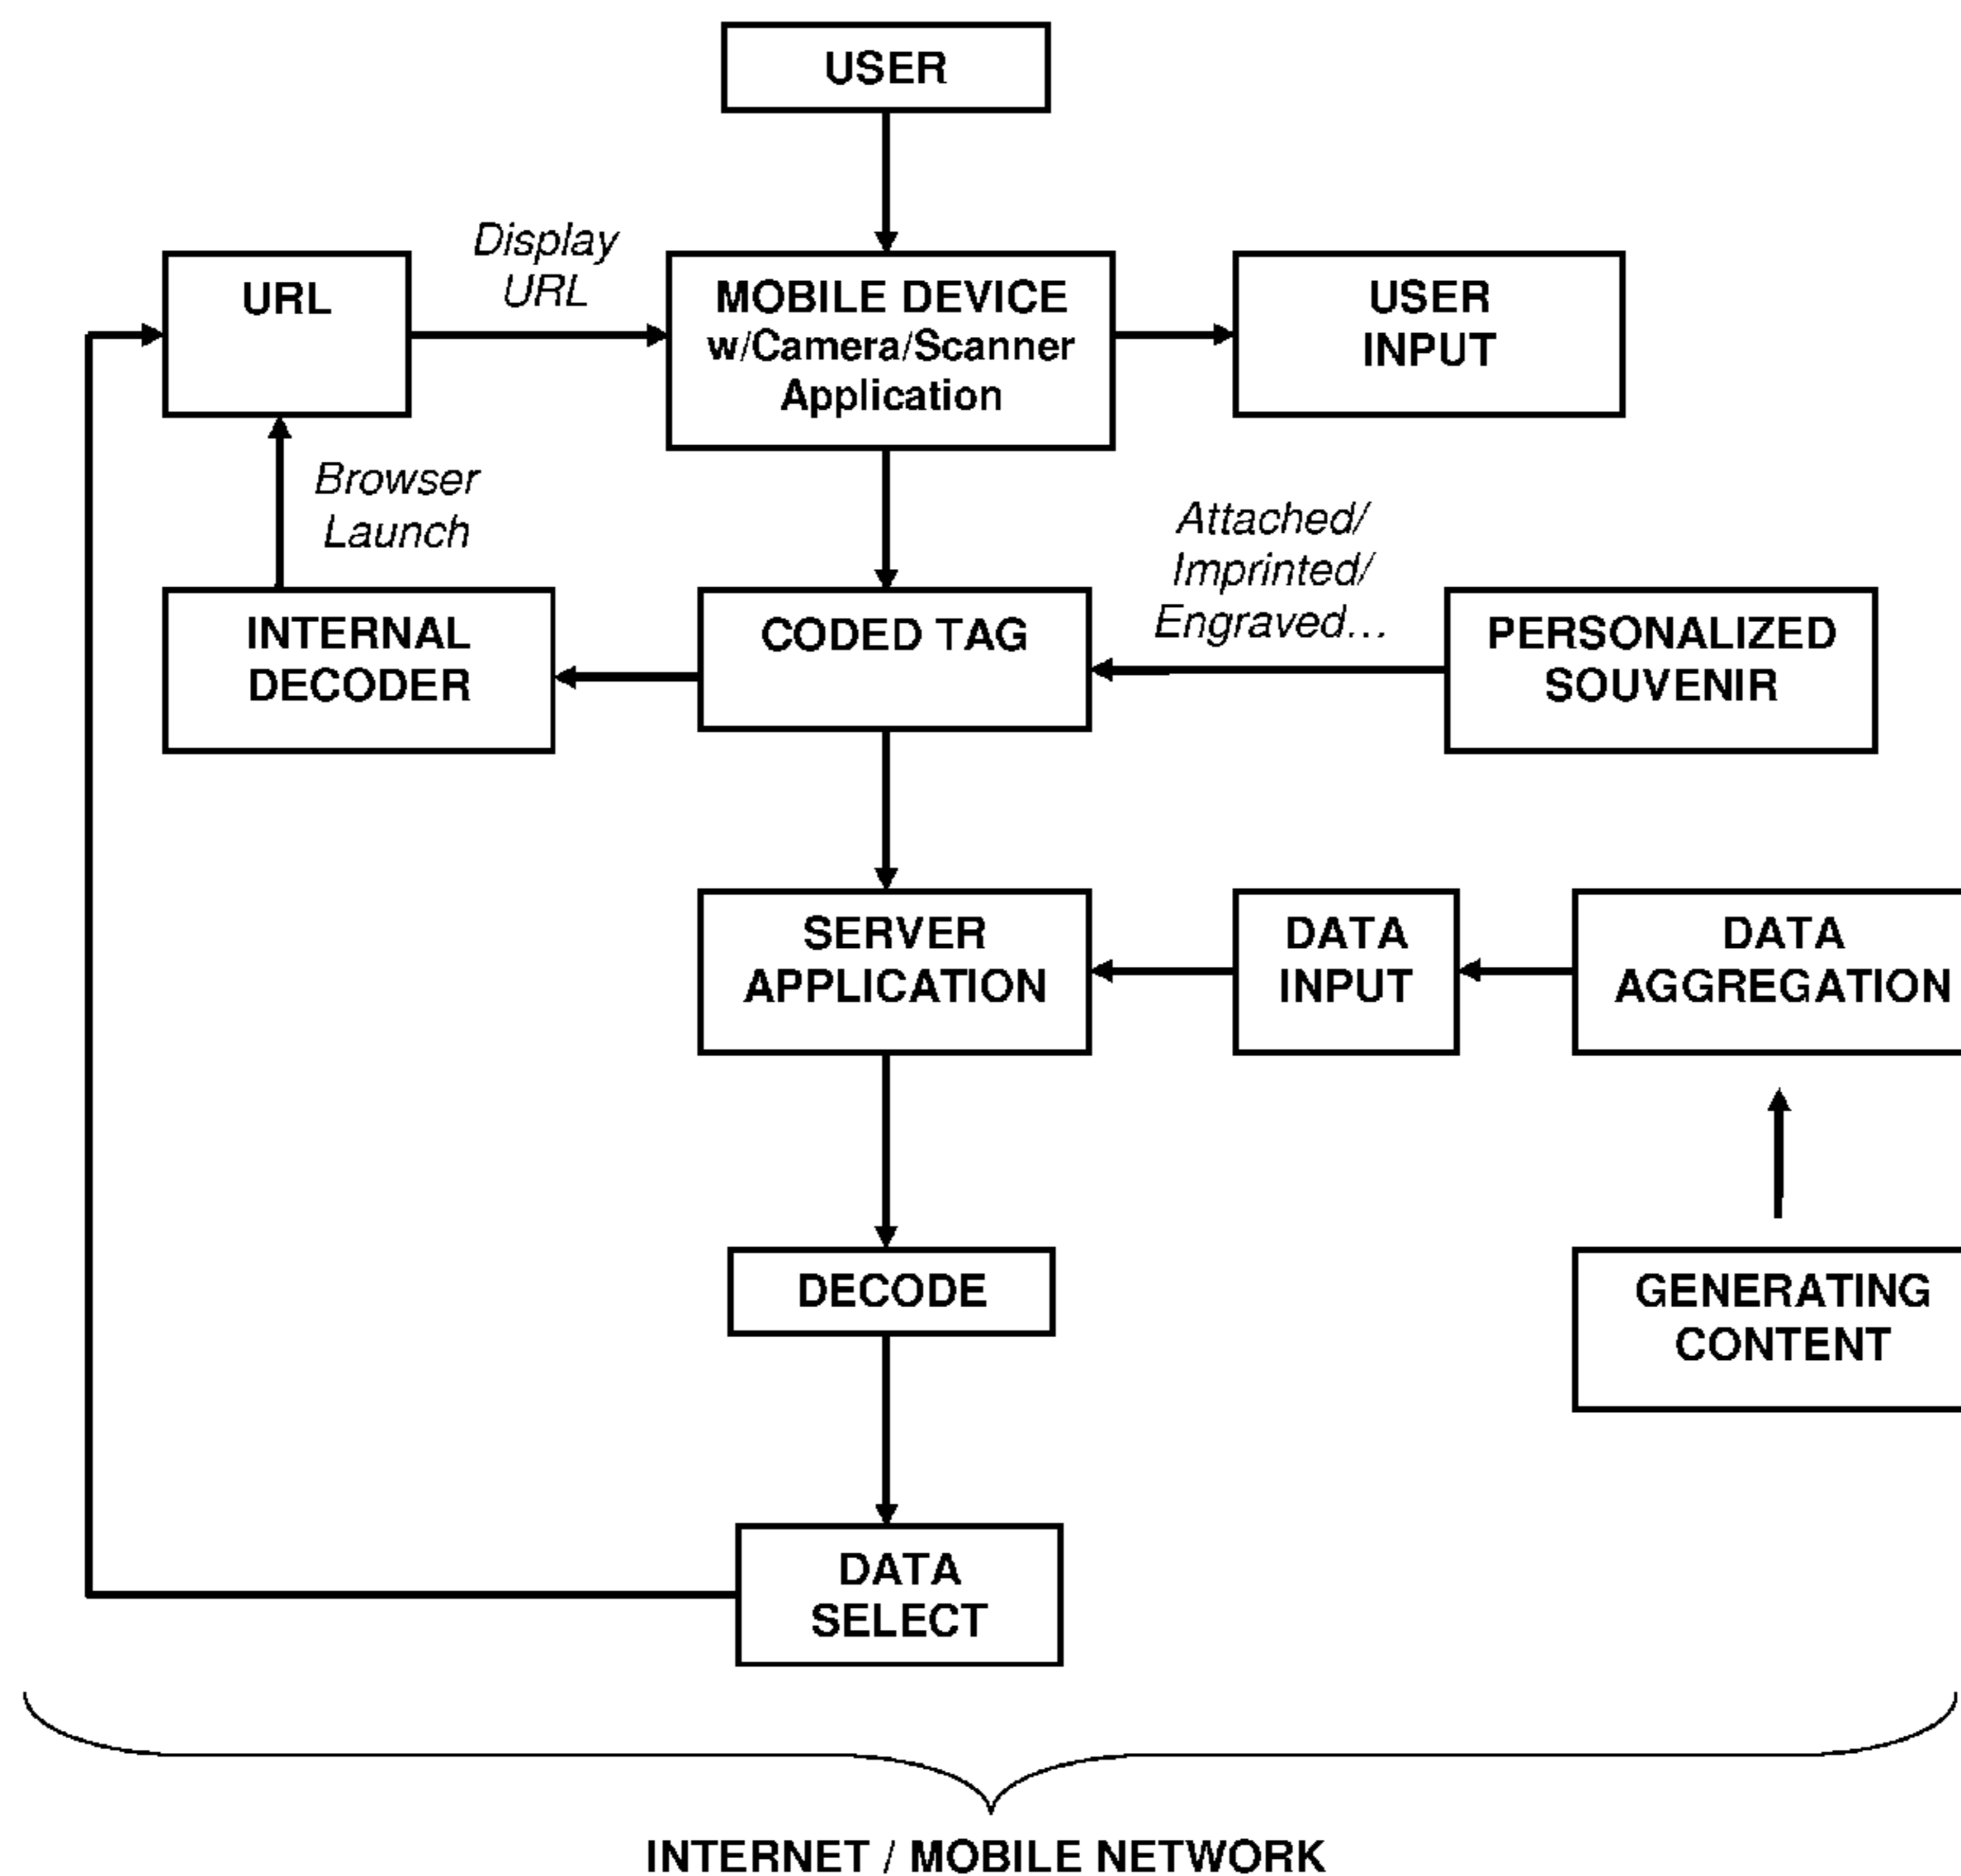 USER
URL
Display
URL
MOBILE DEVICE
w/Camera/Scanner
Application
USER
INPUT
Browser
Launch
Attached/
Imprinted/
Engraved...
INTERNAL
DECODER
CODED TAG
PERSONALIZED
SOUVENIR
SERVER
APPLICATION
DATA
INPUT
DATA
AGGREGATION
DECODE
GENERATING
CONTENT
DATA
SELECT
INTERNET / MOBILE NETWORK